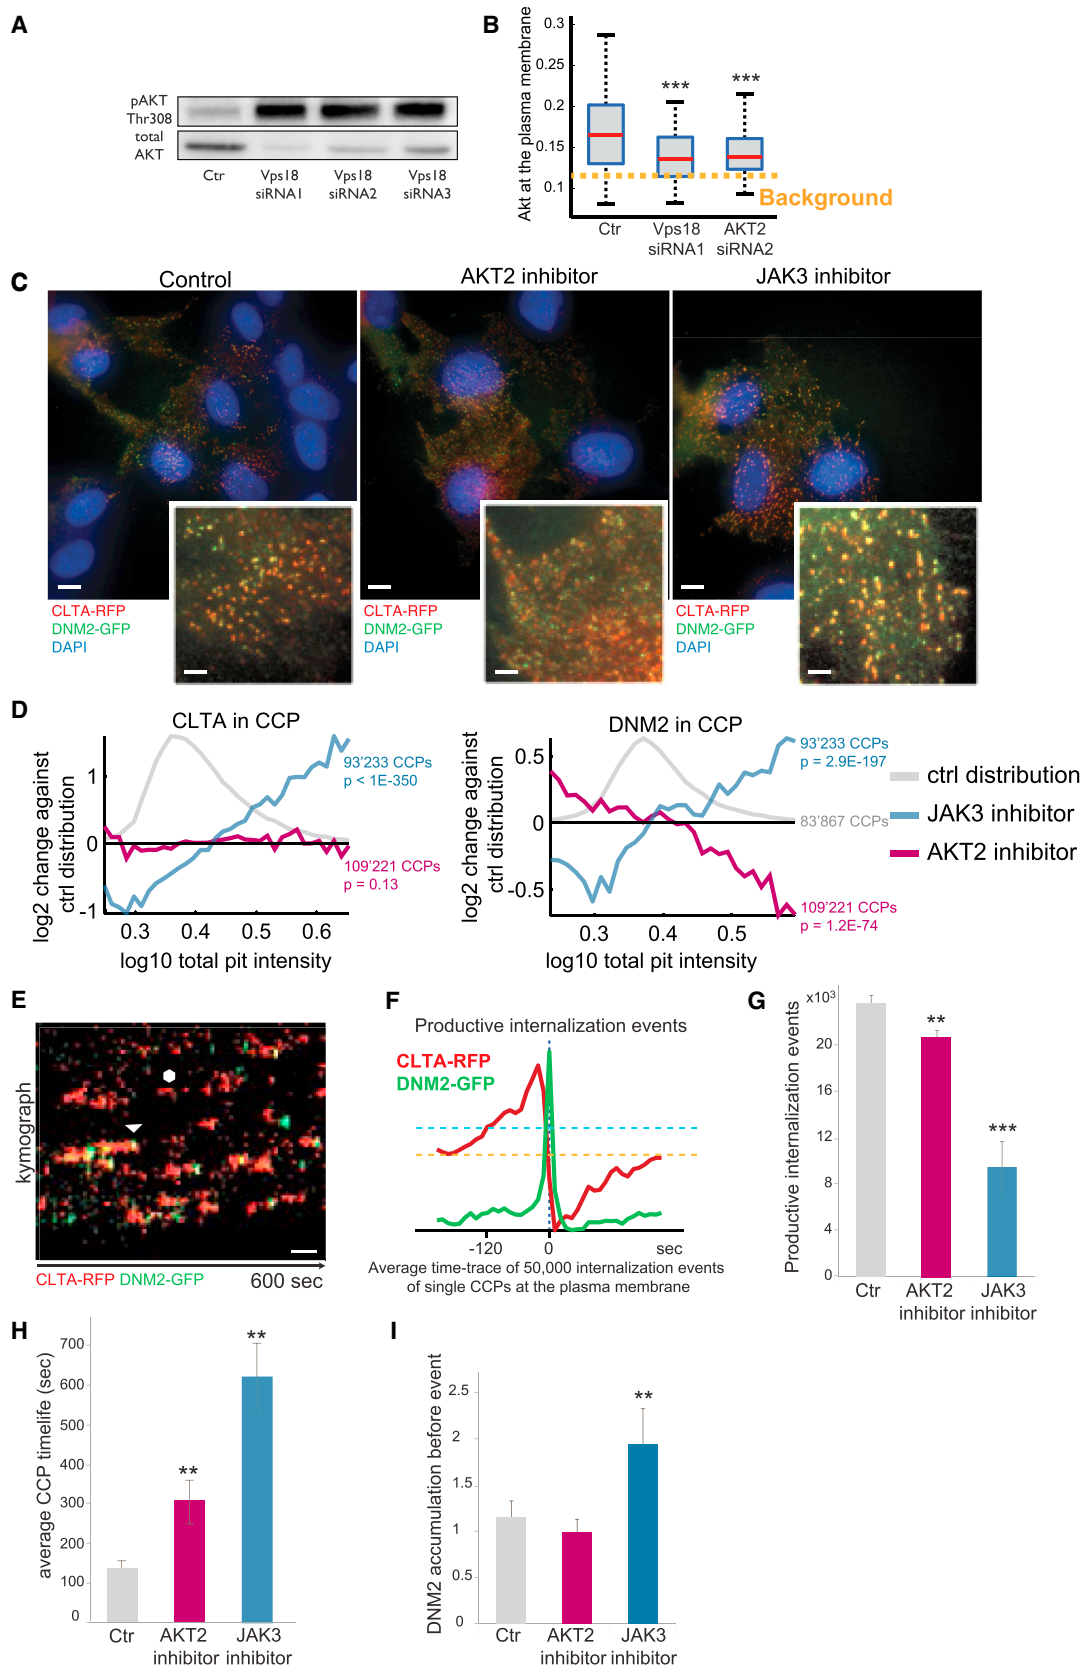 A
pAKT
Thr308
total
AKT
Ctr
Vps18
siRNA1
Vps18
siRNA2
Vps18
siRNA3
B
Akt at the plasma membrane
0.3
0.25
0.2
0.15
0.1
***
***
Background
Ctr
Vps18
siRNA1
AKT2
siRNA2
C
Control
AKT2 inhibitor
JAK3 inhibitor
CLTA-RFP
DNM2-GFP
DAPI
CLTA-RFP
DNM2-GFP
DAPI
CLTA-RFP
DNM2-GFP
DAPI
D
CLTA in CCP
log2 change against
ctrl distribution
1
0
-1
0.3 0.4 0.5 0.6
log10 total pit intensity
93'233 CCPs
p < 1E-350
109'221 CCPs
p = 0.13
DNM2 in CCP
log2 change against
ctrl distribution
0.5
0
-0.5
0.3 0.4 0.5
log10 total pit intensity
93'233 CCPs
p = 2.9E-197
83'867 CCPs
109'221 CCPs
p = 1.2E-74
ctrl distribution
JAK3 inhibitor
AKT2 inhibitor
E
kymograph
CLTA-RFP DNM2-GFP
600 sec
F
Productive internalization events
CLTA-RFP
DNM2-GFP
-120 0 sec
Average time-trace of 50,000 internalization events
of single CCPs at the plasma membrane
G
Productive internalization events
x10³
20
16
12
8
4
0
**
***
Ctr
AKT2
inhibitor
JAK3
inhibitor
H
average CCP timelife (sec)
700
600
500
400
300
200
100
0
**
**
Ctr
AKT2
inhibitor
JAK3
inhibitor
I
DNM2 accumulation before event
2.5
2
1.5
1
0.5
0
**
Ctr
AKT2
inhibitor
JAK3
inhibitor